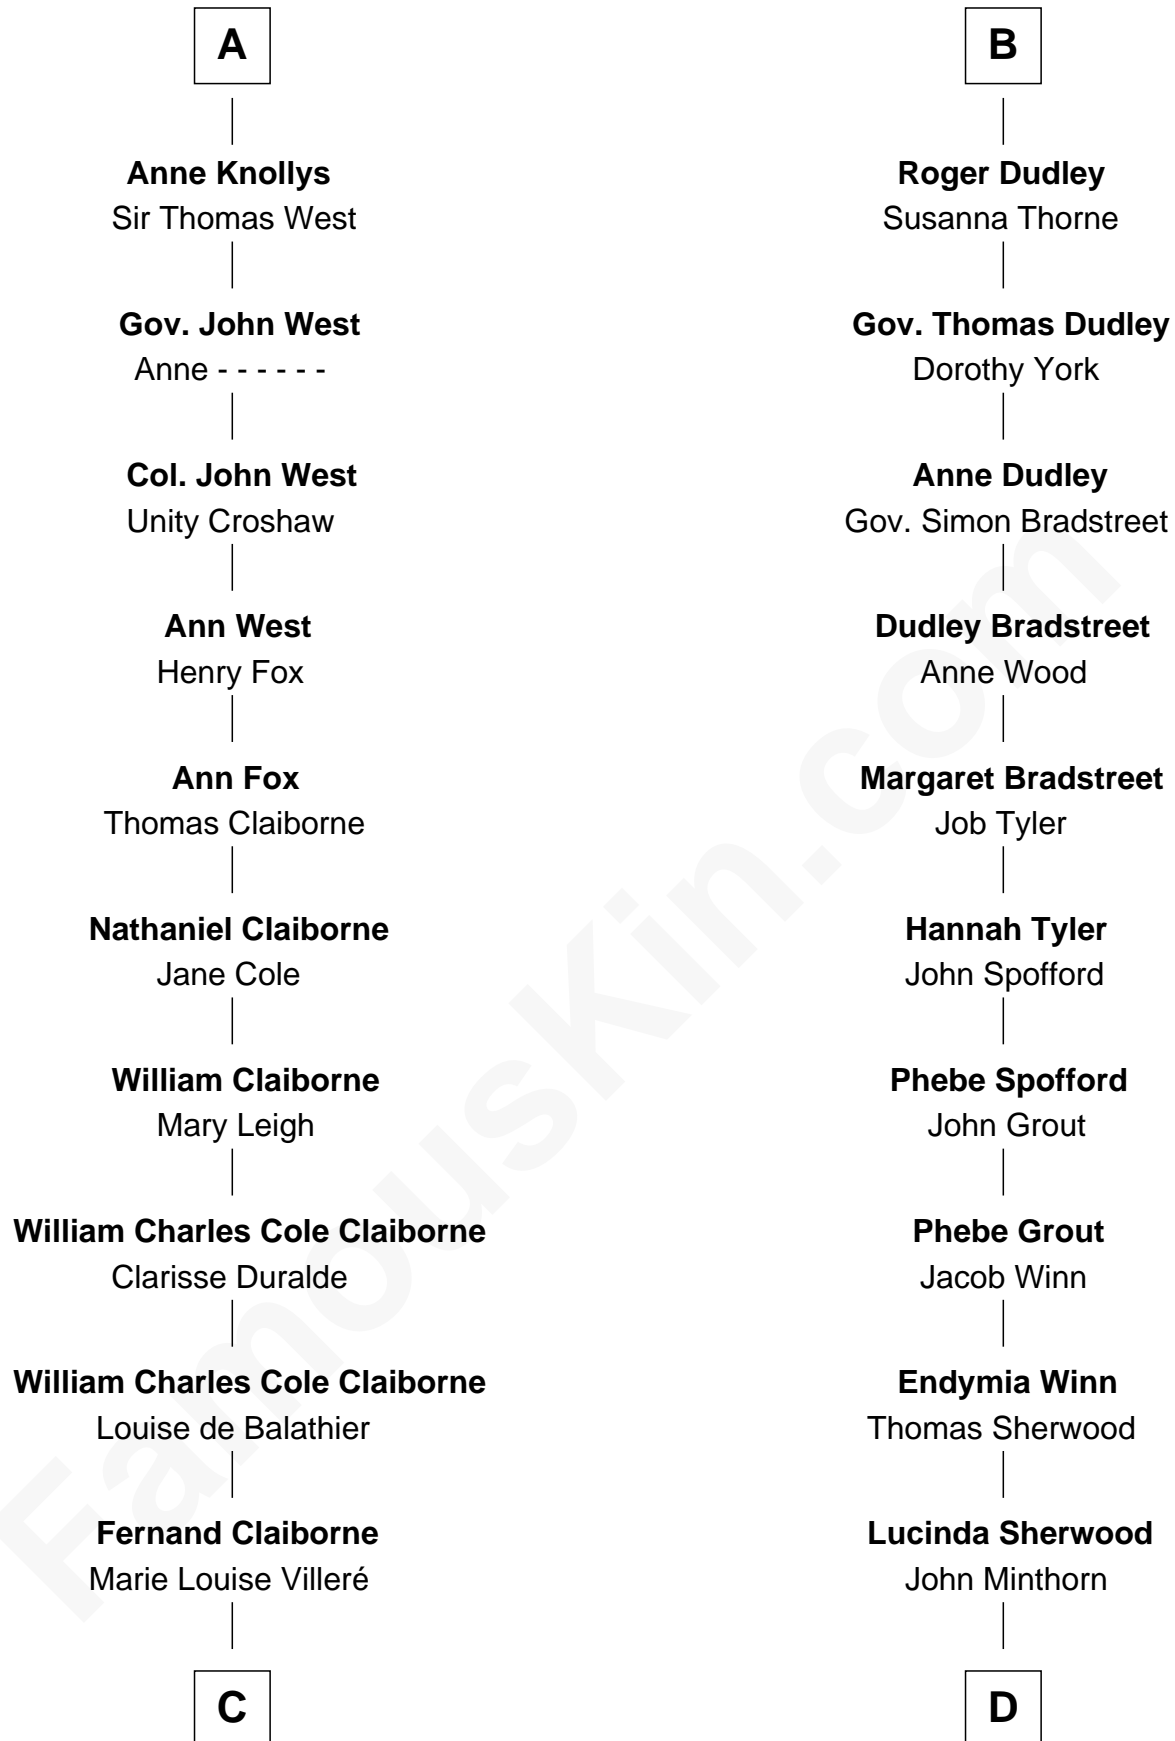 A
Anne Knollys
Sir Thomas West
Gov. John West
Anne - - - - - -
Col. John West
Unity Croshaw
Ann West
Henry Fox
Ann Fox
Thomas Claiborne
Nathaniel Claiborne
Jane Cole
William Claiborne
Mary Leigh
William Charles Cole Claiborne
Clarisse Duralde
William Charles Cole Claiborne
Louise de Balathier
Fernand Claiborne
Marie Louise Villeré
C
B
Roger Dudley
Susanna Thorne
Gov. Thomas Dudley
Dorothy York
Anne Dudley
Gov. Simon Bradstreet
Dudley Bradstreet
Anne Wood
Margaret Bradstreet
Job Tyler
Hannah Tyler
John Spofford
Phebe Spofford
John Grout
Phebe Grout
Jacob Winn
Endymia Winn
Thomas Sherwood
Lucinda Sherwood
John Minthorn
D
FamousKin.com